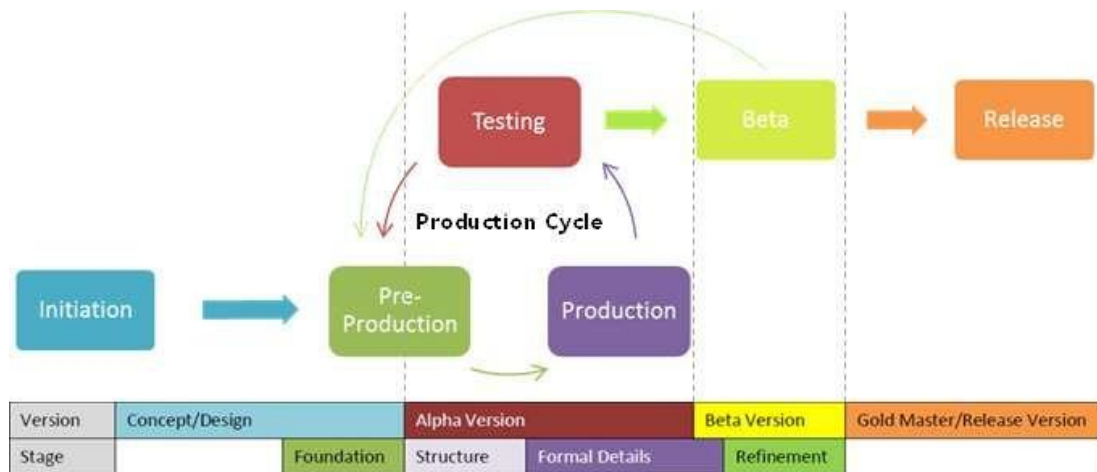 Testing
Beta
Release
Production Cycle
Initiation
Pre-
Production
Production
Version Concept/Design Alpha Version Beta Version Gold Master/Release Version
Stage Foundation Structure Formal Details Refinement